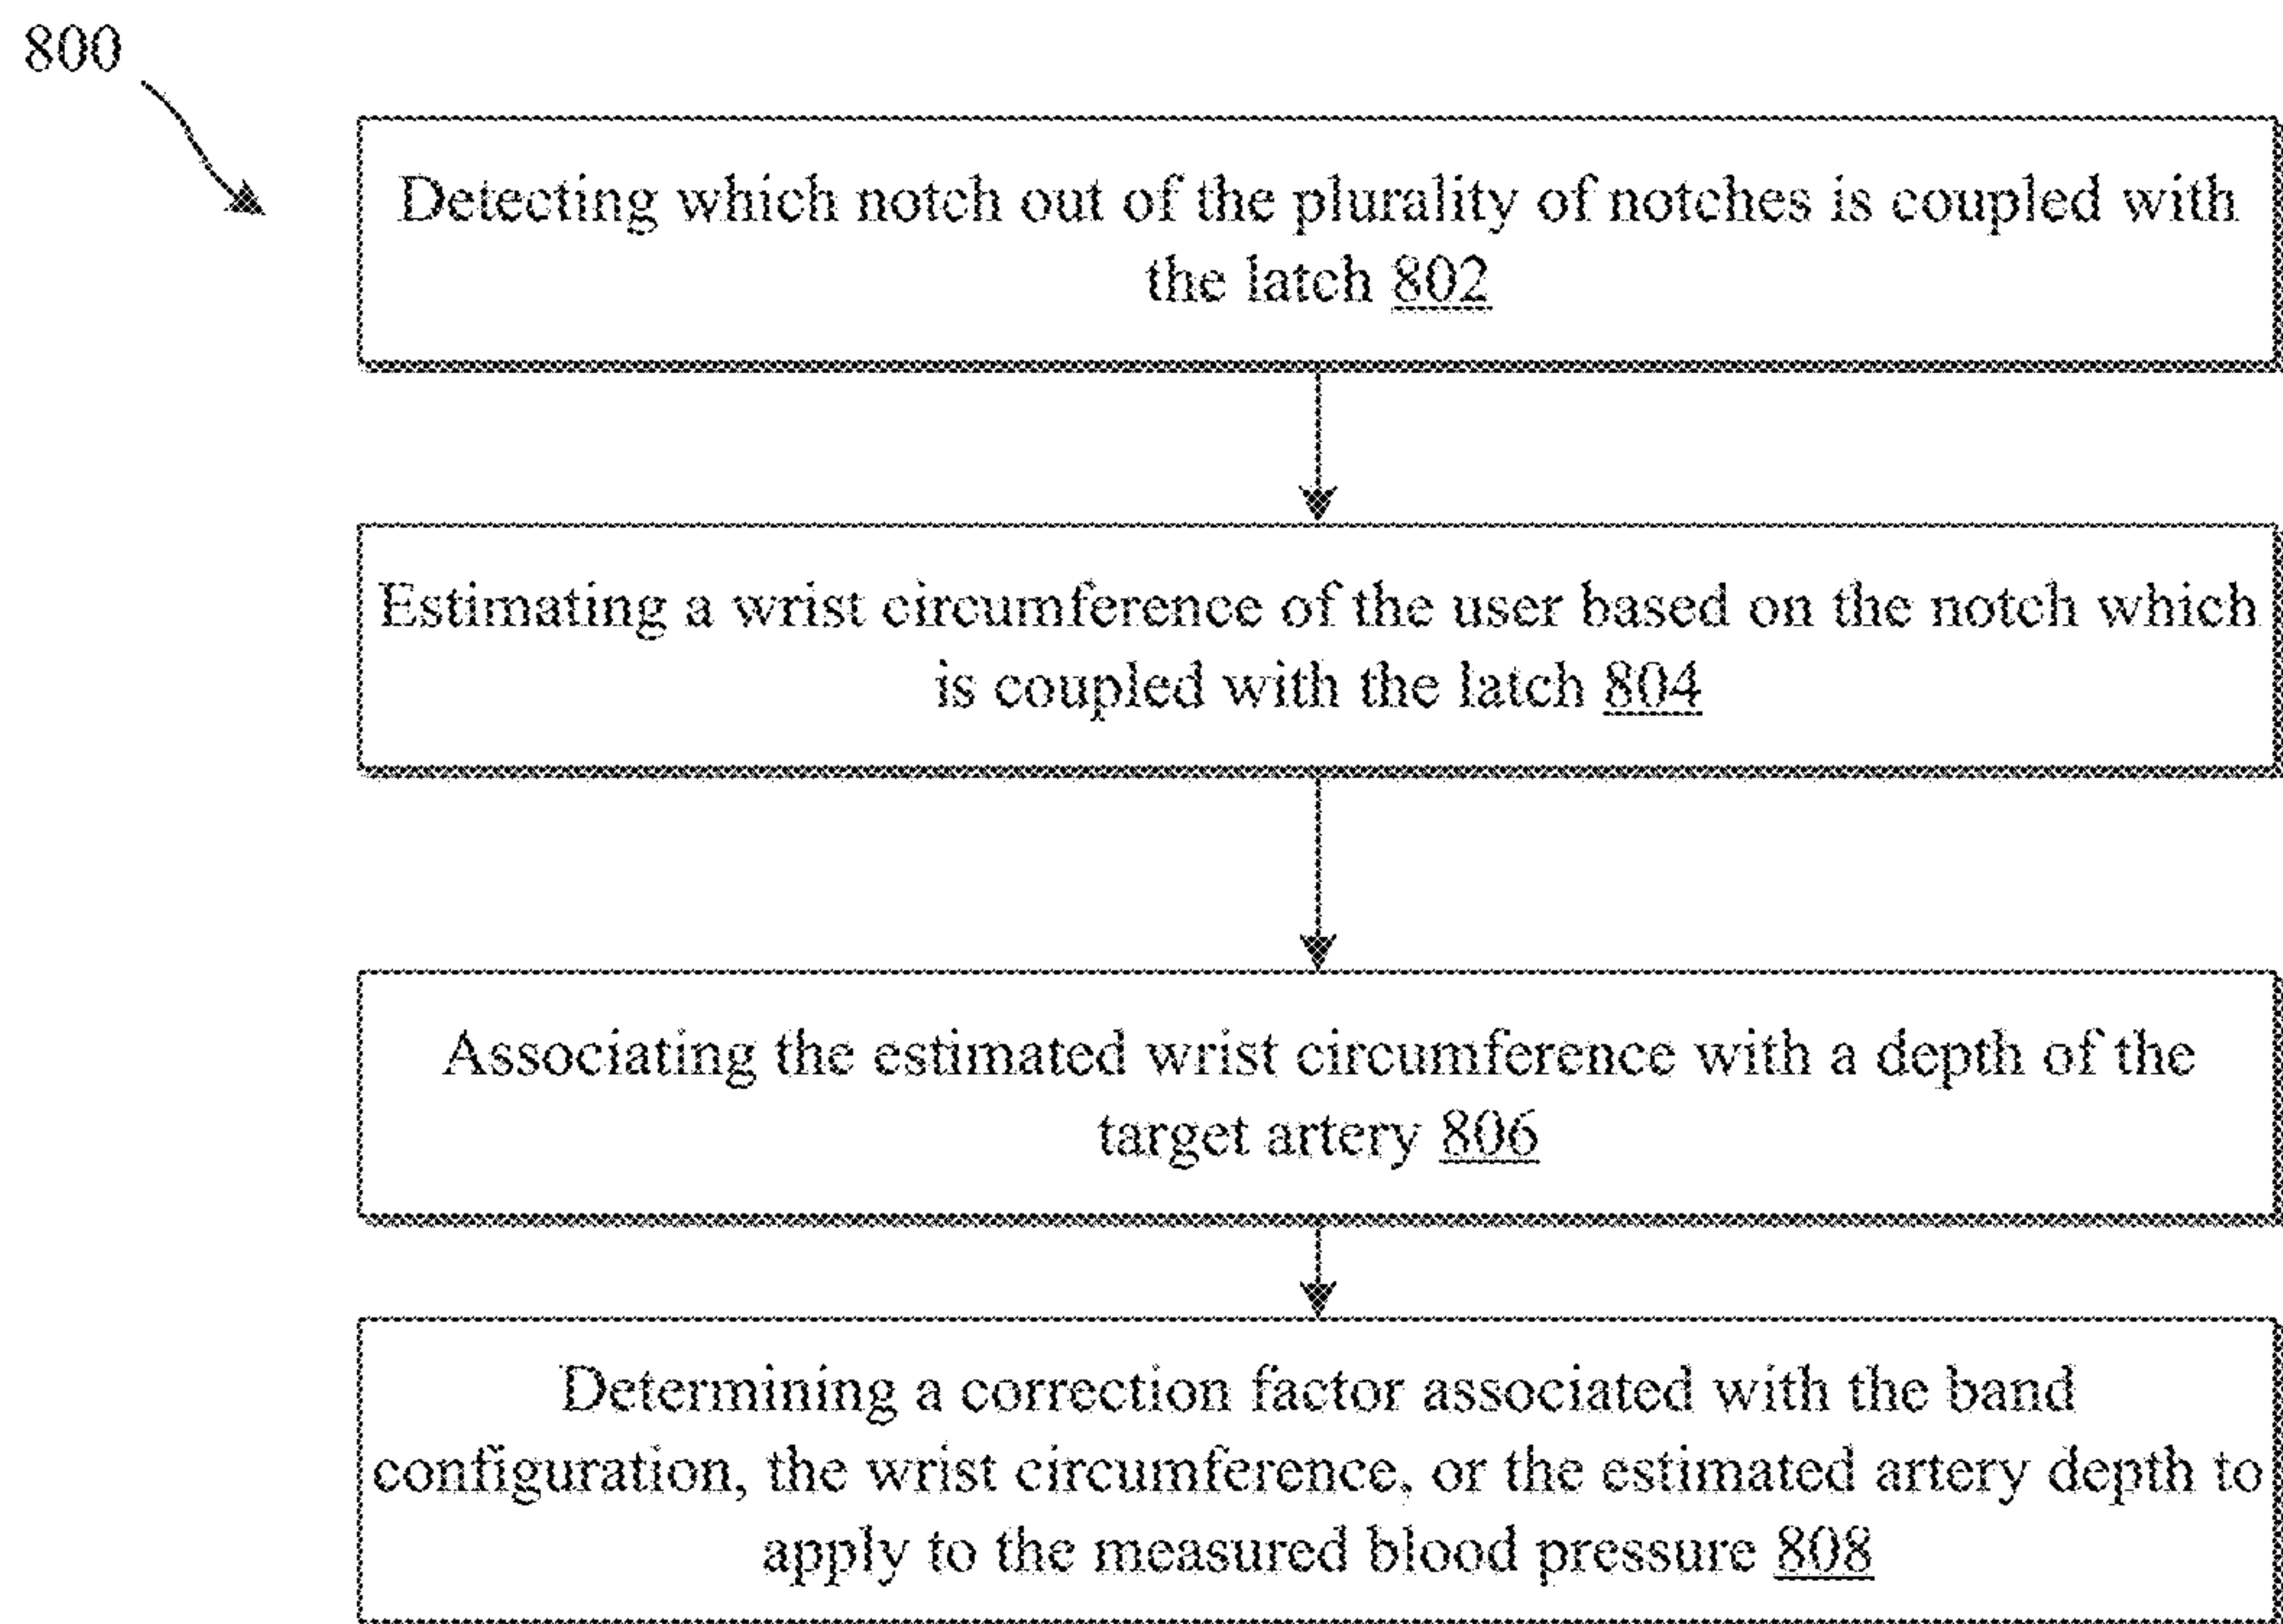 800
Detecting which notch out of the plurality of notches is coupled with
the latch 802
Estimating a wrist circumference of the user based on the notch which
is coupled with the latch 804
Associating the estimated wrist circumference with a depth of the
target artery 806
Determining a correction factor associated with the band
configuration, the wrist circumference, or the estimated artery depth to
apply to the measured blood pressure 808